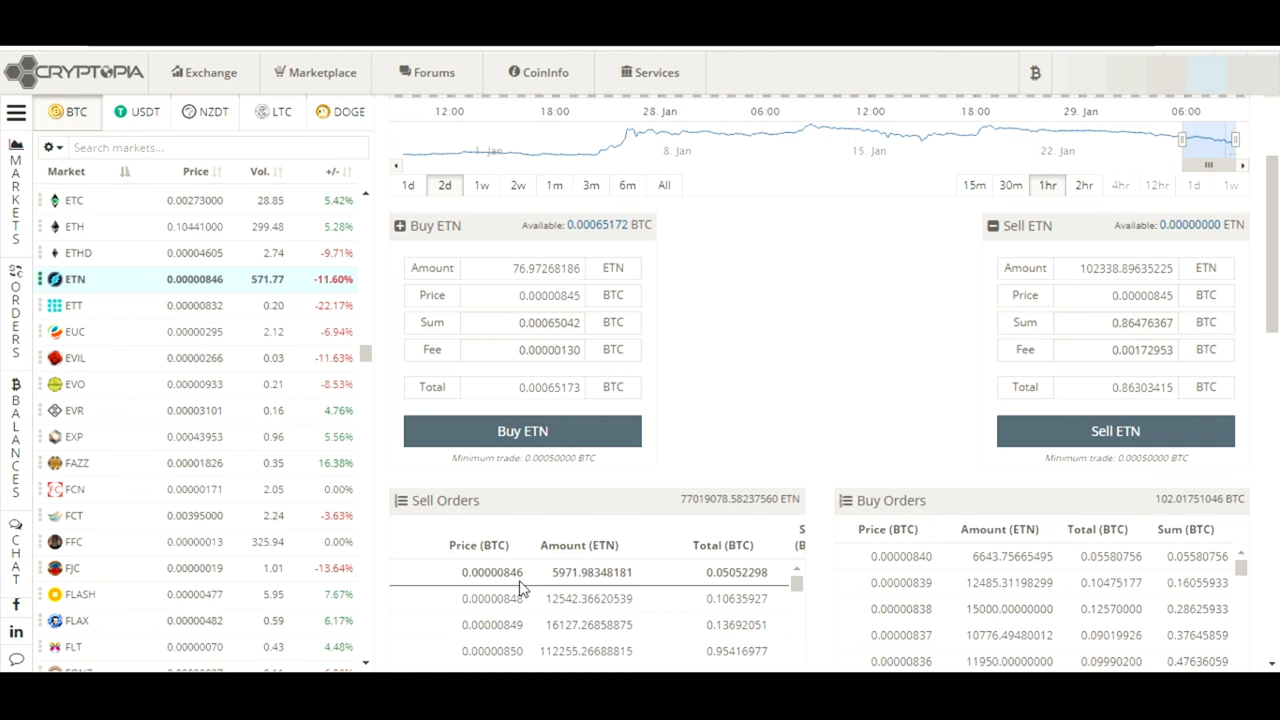 CRYPTOPIA
Exchange
Marketplace
Forums
CoinInfo
Services
BTC
USDT
NZDT
LTC
DOGE
Search markets...
Market Price Vol. +/-
ETC 0.00273000 28.85 5.42%
ETH 0.10441000 299.48 5.28%
ETHD 0.00004605 2.74 -9.71%
ETN 0.00000846 571.77 -11.60%
ETT 0.00000832 0.20 -22.17%
EUC 0.00000295 2.12 -6.94%
EVIL 0.00000266 0.03 -11.63%
EVO 0.00000933 0.21 -8.53%
EVR 0.00003101 0.16 4.76%
EXP 0.00043953 0.96 5.56%
FAZZ 0.00001826 0.35 16.38%
FCN 0.00000171 2.05 0.00%
FCT 0.00395000 2.24 -3.63%
FFC 0.00000013 325.94 0.00%
FJC 0.00000019 1.01 -13.64%
FLASH 0.00000477 5.95 7.67%
FLAX 0.00000482 0.59 6.17%
FLT 0.00000070 0.43 4.48%
MARKETS
ORDERS
BALANCES
CHAT
12:00 18:00 28. Jan 06:00 12:00 18:00 29. Jan 06:00
1. Jan 8. Jan 15. Jan 22. Jan
1d 2d 1w 2w 1m 3m 6m All
15m 30m 1hr 2hr 4hr 12hr 1d 1w
Buy ETN Available: 0.00065172 BTC
Amount 76.97268186 ETN
Price 0.00000845 BTC
Sum 0.00065042 BTC
Fee 0.00000130 BTC
Total 0.00065173 BTC
Buy ETN
Minimum trade: 0.00050000 BTC
Sell ETN Available: 0.00000000 ETN
Amount 102338.89635225 ETN
Price 0.00000845 BTC
Sum 0.86476367 BTC
Fee 0.00172953 BTC
Total 0.86303415 BTC
Sell ETN
Minimum trade: 0.00050000 BTC
Sell Orders 77019078.58237560 ETN
Price (BTC) Amount (ETN) Total (BTC)
0.00000846 5971.98348181 0.05052298
0.00000848 12542.36620539 0.10635927
0.00000849 16127.26858875 0.13692051
0.00000850 112255.26688815 0.95416977
Buy Orders 102.01751046 BTC
Price (BTC) Amount (ETN) Total (BTC) Sum (BTC)
0.00000840 6643.75665495 0.05580756 0.05580756
0.00000839 12485.31198299 0.10475177 0.16055933
0.00000838 15000.00000000 0.12570000 0.28625933
0.00000837 10776.49480012 0.09019926 0.37645859
0.00000836 11950.00000000 0.09990200 0.47636059